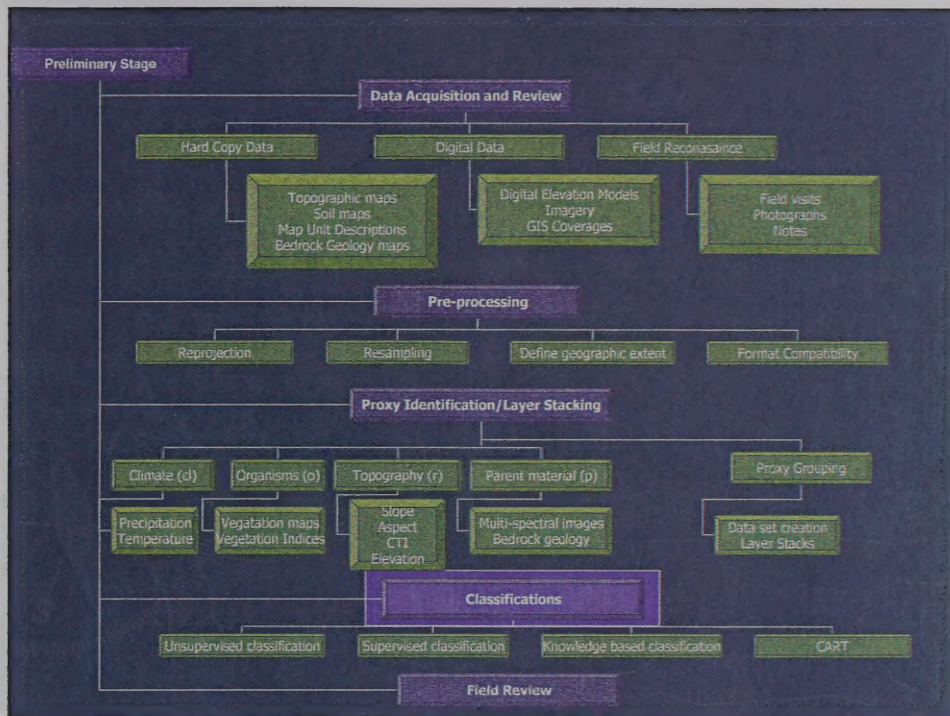 Preliminary Stage
Data Acquisition and Review
Hard Copy Data
Digital Data
Field Reconasaince
Topographic maps
Soil maps
Map Unit Descriptions
Bedrock Geology maps
Digital Elevation Models
Imagery
GIS Coverages
Field visits
Photographs
Notes
Pre-processing
Reprojection
Resampling
Define geographic extent
Format Compatibility
Proxy Identification/Layer Stacking
Climate (cl)
Organisms (o)
Topography (r)
Parent material (p)
Proxy Grouping
Precipitation
Temperature
Vegatation maps
Vegetation Indices
Slope
Aspect
CTI
Elevation
Multi-spectral images
Bedrock geology
Data set creation
Layer Stacks
Classifications
Unsupervised classification
Supervised classification
Knowledge based classification
CART
Field Review